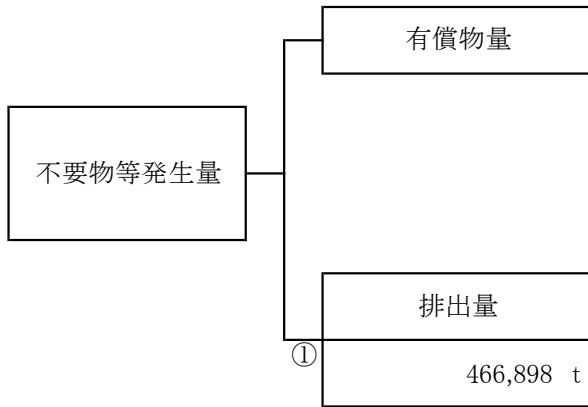 有償物量
不要物等発生量
排出量
①
466,898 t